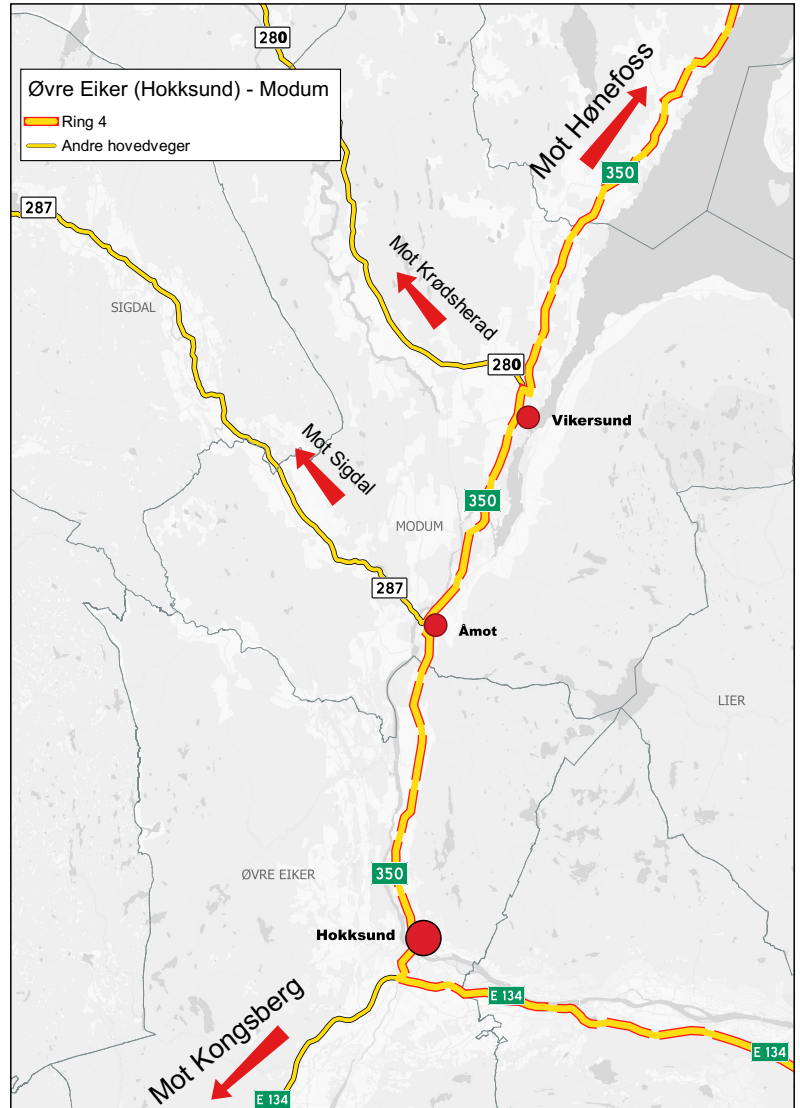 280
Øvre Eiker (Hokksund) - Modum
Ring 4
Andre hovedveger
Mot Hønefoss
350
287
Mot Krødsherad
SIGDAL
280
Vikersund
Mot Sigdal
350
MODUM
287
Åmot
LIER
350
ØVRE EIKER
Hokksund
E 134
Mot Kongsberg
E 134
E 134